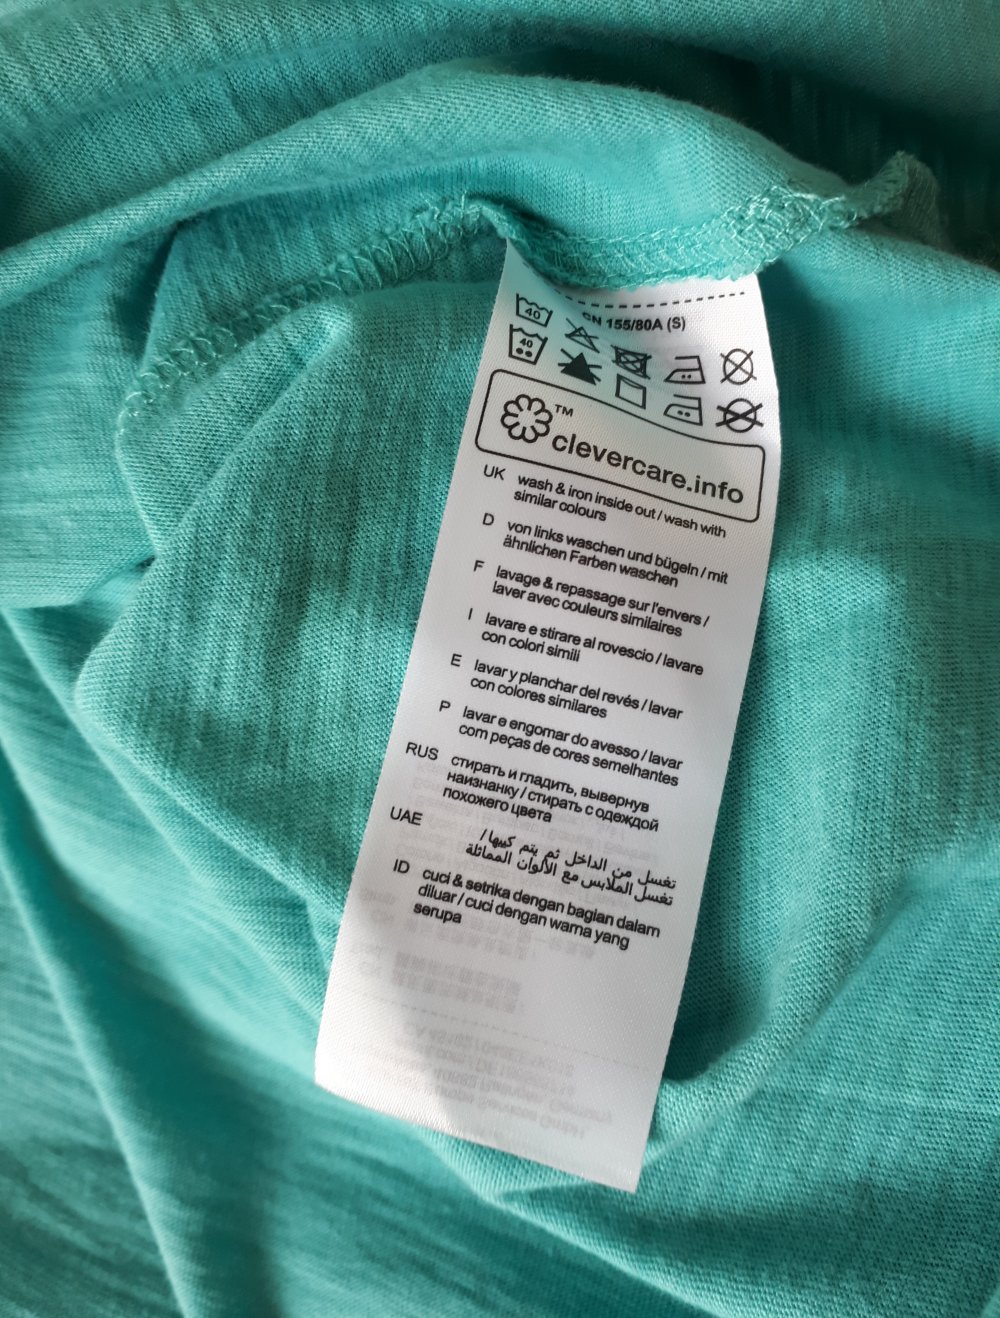 CN 155/80A (S)
40
40
™
clevercare.info
UK wash & iron inside out / wash with
similar colours
D von links waschen und bügeln / mit
ähnlichen Farben waschen
F lavage & repassage sur l'envers /
laver avec couleurs similaires
I lavare e stirare al rovescio / lavare
con colori simili
E lavar y planchar del revés / lavar
con colores similares
P lavar e engomar do avesso / lavar
com peças de cores semelhantes
RUS стирать и гладить, вывернув
наизнанку / стирать с одеждой
похожего цвета
UAE تغسل من الداخل ثم يتم كيها /
تغسل الملابس مع الألوان المماثلة
ID cuci & setrika dengan bagian dalam
diluar / cuci dengan warna yang
serupa